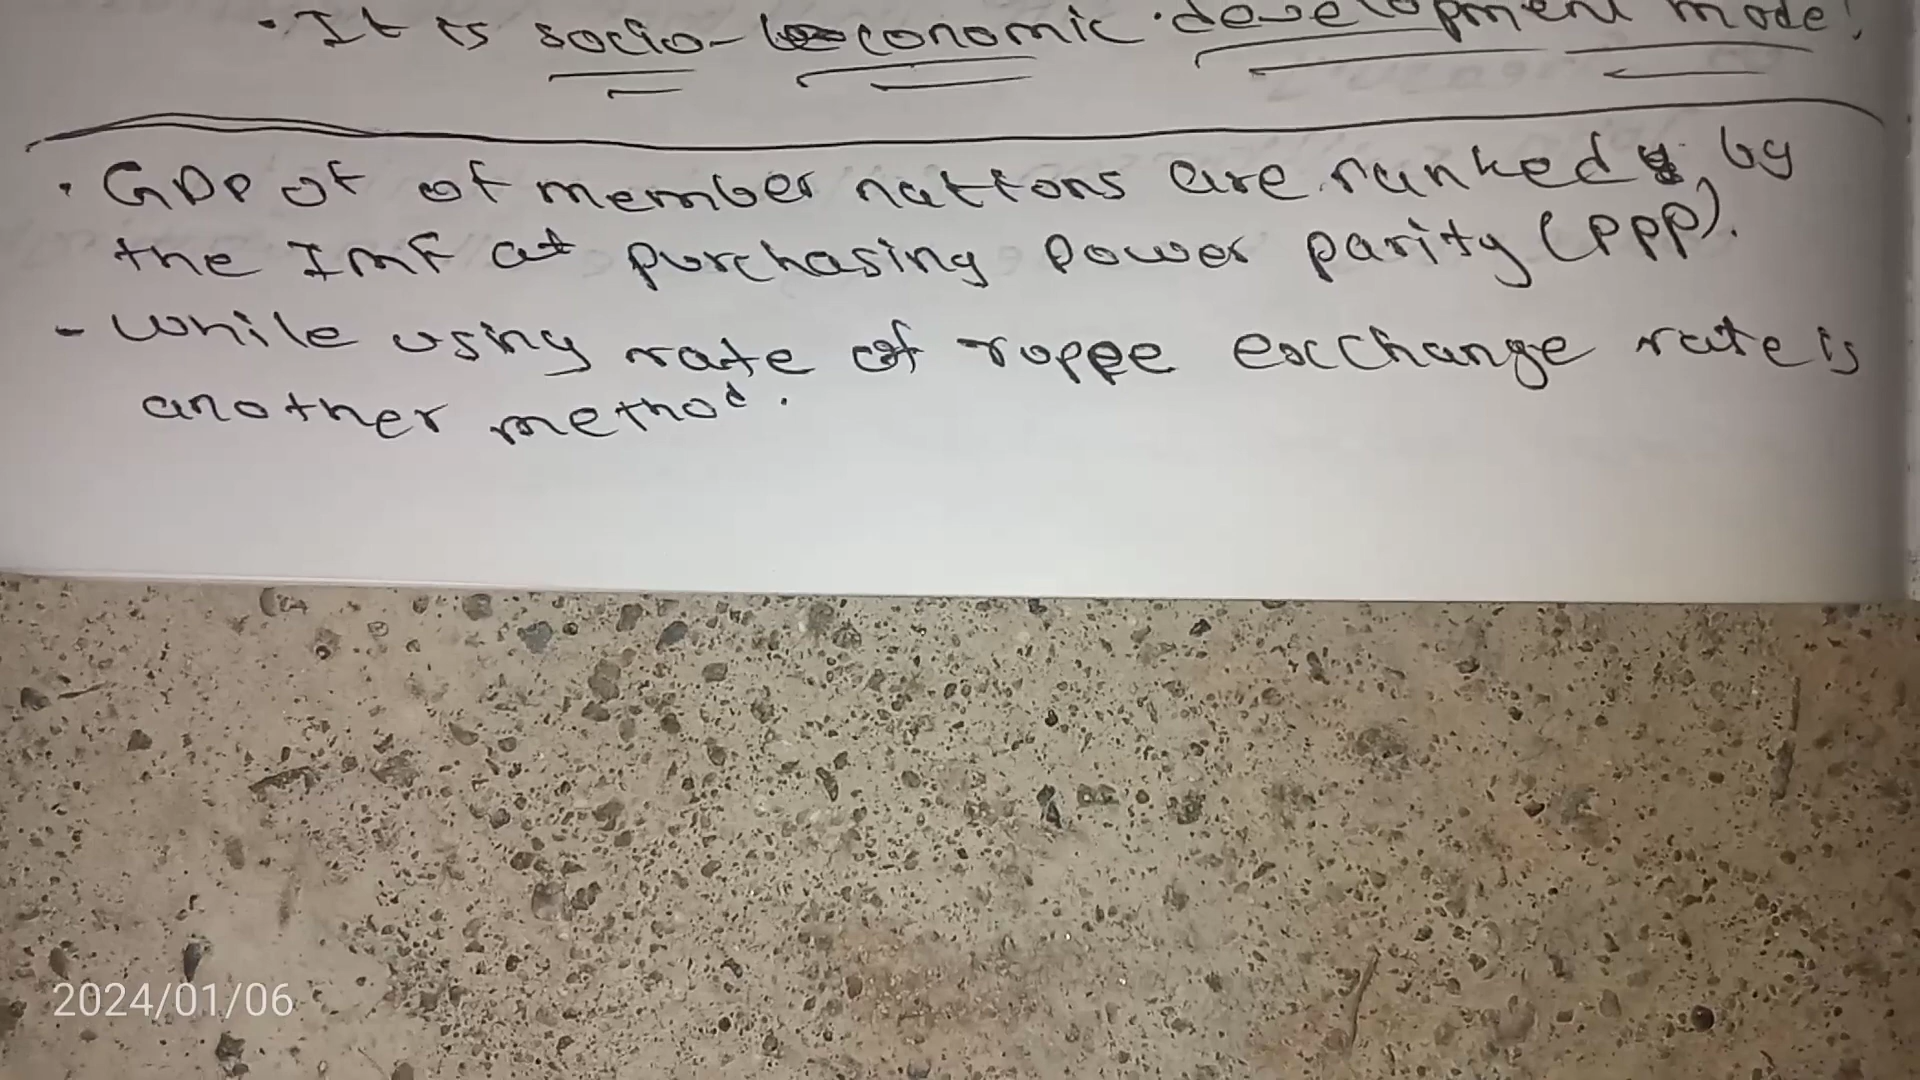 · It is socio-economic development model
· GDP of of member nations are ranked, by
the IMF at purchasing power parity (PPP).
- While using rate of ruppe exchange rate is
another method.
2024/01/06